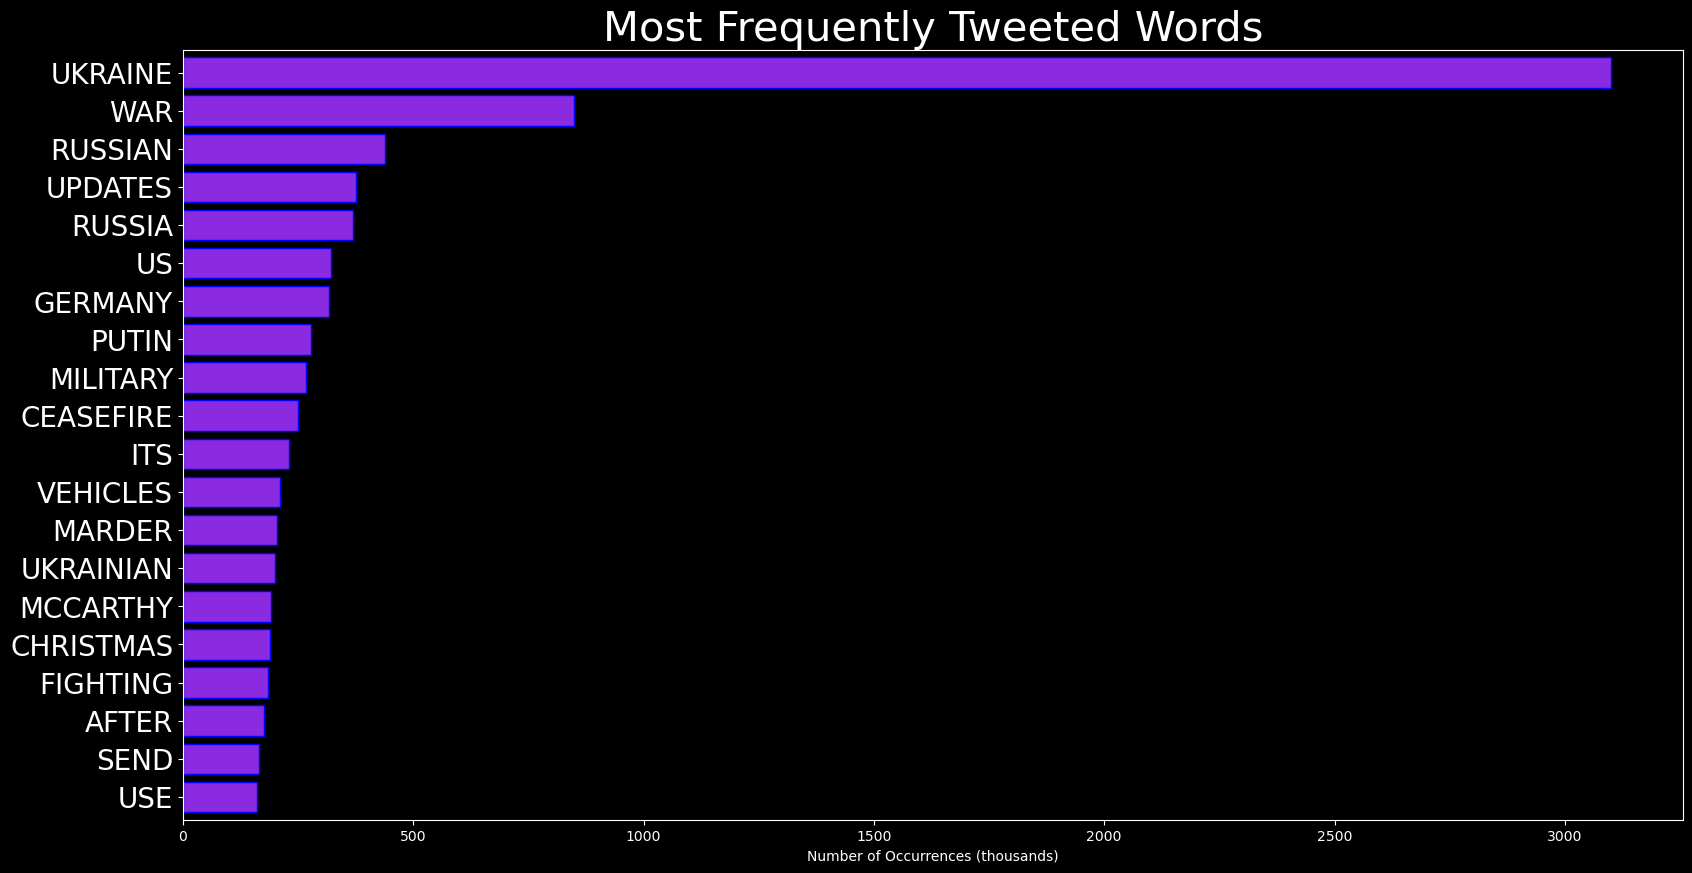 Most Frequently Tweeted Words
UKRAINE
WAR
RUSSIAN
UPDATES
RUSSIA
US
GERMANY
PUTIN
MILITARY
CEASEFIRE
ITS
VEHICLES
MARDER
UKRAINIAN
MCCARTHY
CHRISTMAS
FIGHTING
AFTER
SEND
USE
0 500 1000 1500 2000 2500 3000
Number of Occurrences (thousands)